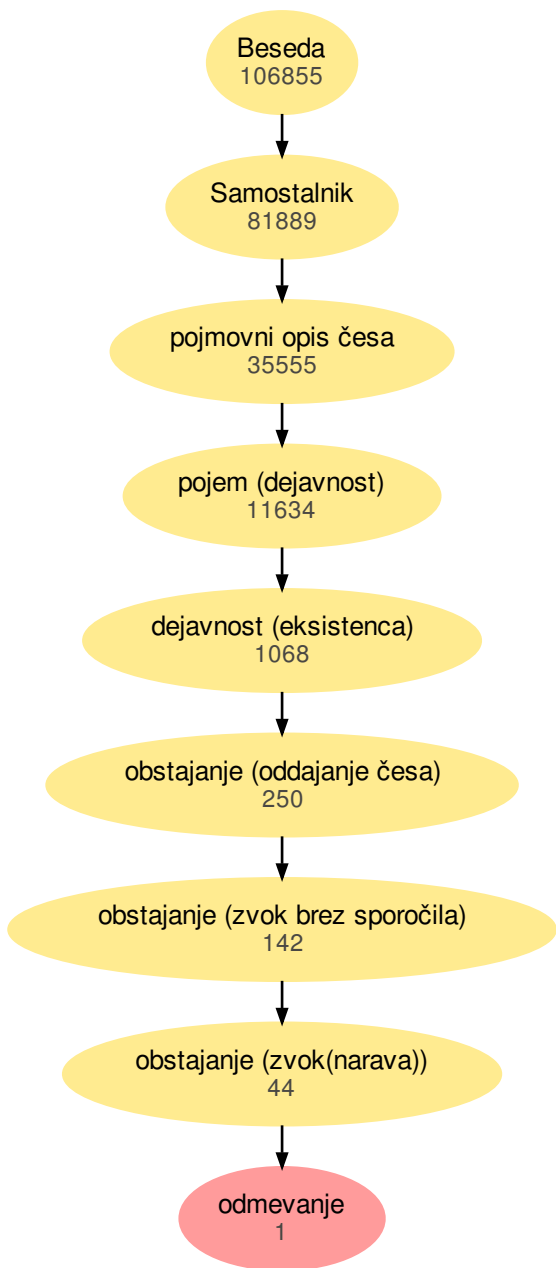 Beseda
106855
Samostalnik
81889
pojmovni opis česa
35555
pojem (dejavnost)
11634
dejavnost (eksistenca)
1068
obstajanje (oddajanje česa)
250
obstajanje (zvok brez sporočila)
142
obstajanje (zvok(narava))
44
odmevanje
1